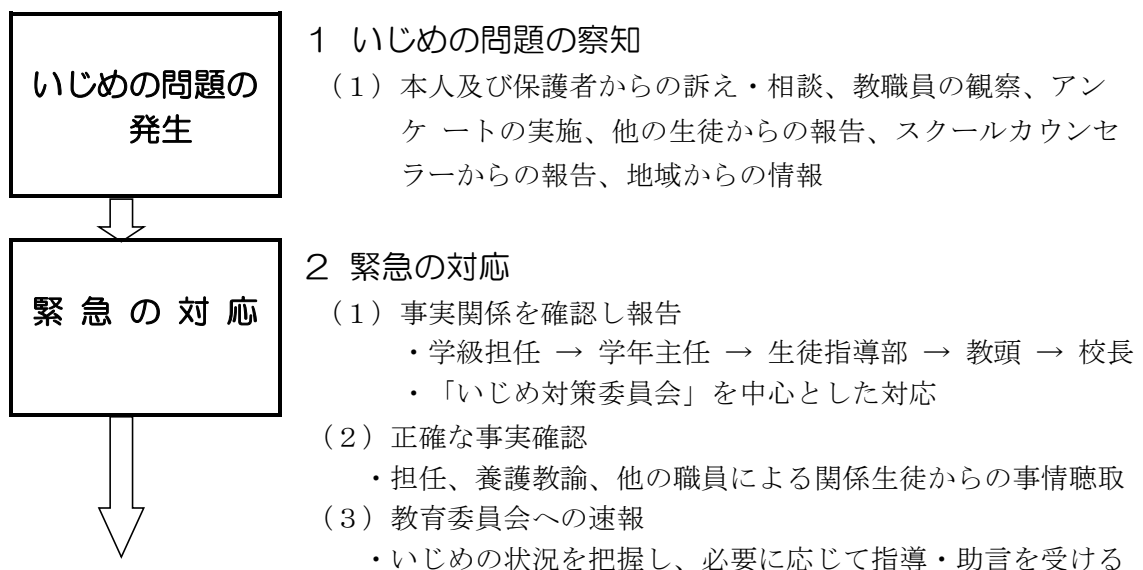 いじめの問題の
発生
1 いじめの問題の察知
(1)本人及び保護者からの訴え・相談、教職員の観察、アン
ケ ートの実施、他の生徒からの報告、スクールカウンセ
ラーからの報告、地域からの情報
緊 急 の 対 応
2 緊急の対応
(1)事実関係を確認し報告
・学級担任 → 学年主任 → 生徒指導部 → 教頭 → 校長
・「いじめ対策委員会」を中心とした対応
(2)正確な事実確認
・担任、養護教諭、他の職員による関係生徒からの事情聴取
(3)教育委員会への速報
・いじめの状況を把握し、必要に応じて指導・助言を受ける